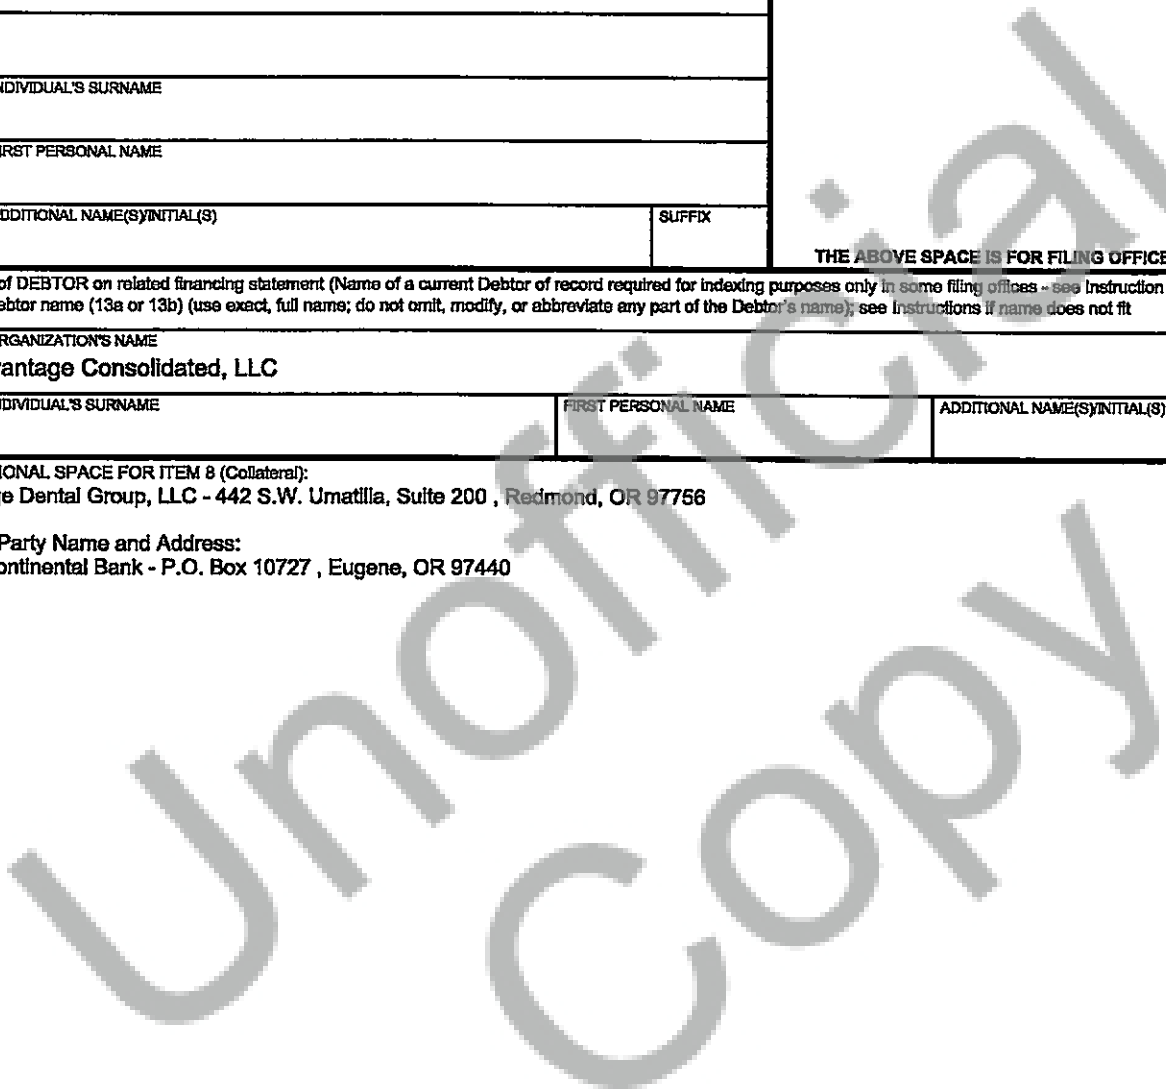 NDIVIDUAL'S SURNAME
IRST PERSONAL NAME
DDITIONAL NAME(S)/INITIAL(S) SUFFIX
THE ABOVE SPACE IS FOR FILING OFFICE
of DEBTOR on related financing statement (Name of a current Debtor of record required for indexing purposes only in some filing offices - see Instruction
ebtor name (13a or 13b) (use exact, full name; do not omit, modify, or abbreviate any part of the Debtor's name); see Instructions if name does not fit
RGANIZATION'S NAME
antage Consolidated, LLC
NDIVIDUAL'S SURNAME FIRST PERSONAL NAME ADDITIONAL NAME(S)/INITIAL(S)
IONAL SPACE FOR ITEM 8 (Collateral):
e Dental Group, LLC - 442 S.W. Umatilla, Suite 200 , Redmond, OR 97756
Party Name and Address:
ontinental Bank - P.O. Box 10727 , Eugene, OR 97440
Unofficial
Copy